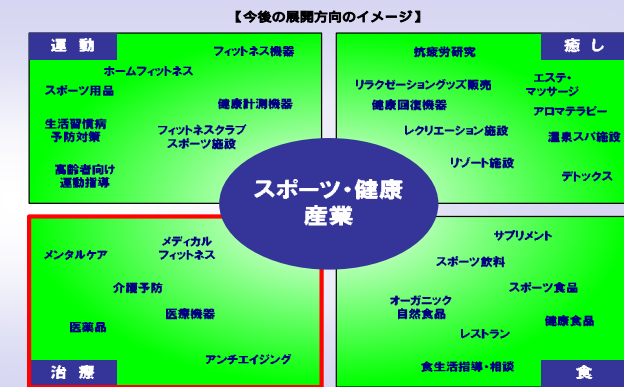 【今後の展開方向のイメージ】
運 動
フィットネス機器
ホームフィットネス
スポーツ用品
健康計測機器
生活習慣病
予防対策
フィットネスクラブ
スポーツ施設
高齢者向け
運動指導
癒 し
抗疲労研究
リラクゼーショングッズ販売
エステ・
マッサージ
健康回復機器
アロマテラピー
レクリエーション施設
温泉スパ施設
リゾート施設
デトックス
スポーツ・健康
産業
メディカル
フィットネス
メンタルケア
介護予防
医療機器
医薬品
アンチエイジング
治 療
サプリメント
スポーツ飲料
スポーツ食品
オーガニック
自然食品
健康食品
レストラン
食生活指導・相談
食